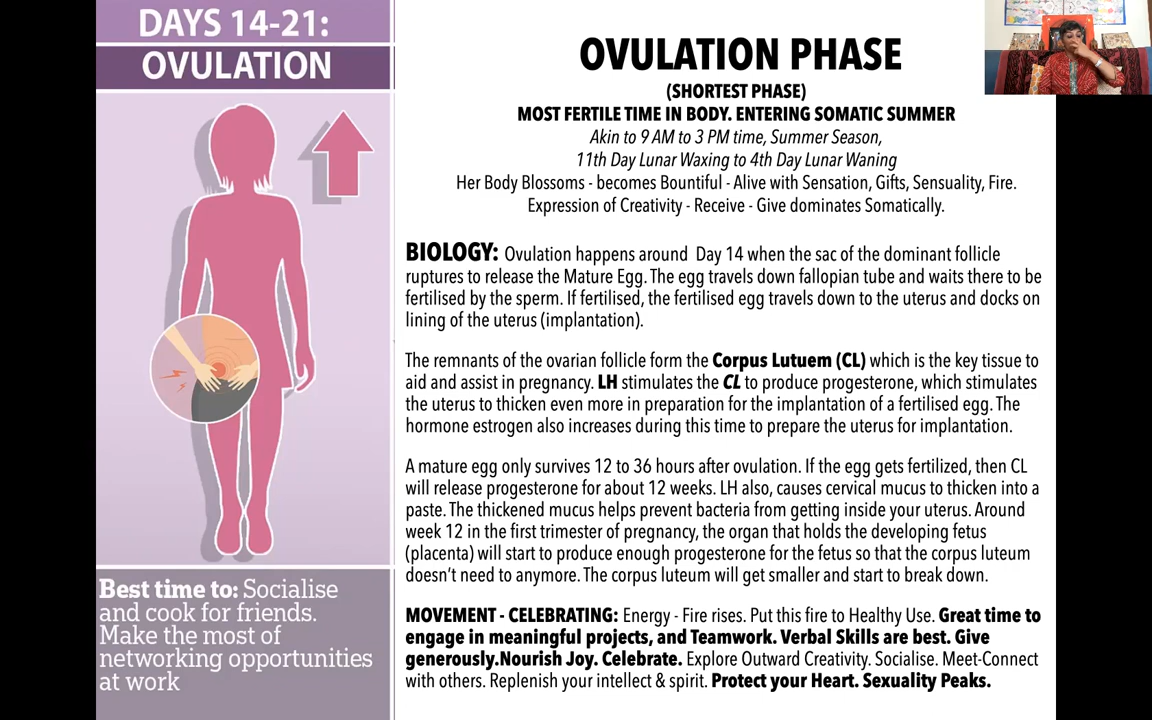 DAYS 14-21:
OVULATION
Best time to: Socialise
and cook for friends.
Make the most of
networking opportunities
at work
OVULATION PHASE
(SHORTEST PHASE)
MOST FERTILE TIME IN BODY. ENTERING SOMATIC SUMMER
Akin to 9 AM to 3 PM time, Summer Season,
11th Day Lunar Waxing to 4th Day Lunar Waning
Her Body Blossoms - becomes Bountiful - Alive with Sensation, Gifts, Sensuality, Fire.
Expression of Creativity - Receive - Give dominates Somatically.
BIOLOGY: Ovulation happens around Day 14 when the sac of the dominant follicle
ruptures to release the Mature Egg. The egg travels down fallopian tube and waits there to be
fertilised by the sperm. If fertilised, the fertilised egg travels down to the uterus and docks on
lining of the uterus (implantation).
The remnants of the ovarian follicle form the Corpus Lutuem (CL) which is the key tissue to
aid and assist in pregnancy. LH stimulates the CL to produce progesterone, which stimulates
the uterus to thicken even more in preparation for the implantation of a fertilised egg. The
hormone estrogen also increases during this time to prepare the uterus for implantation.
A mature egg only survives 12 to 36 hours after ovulation. If the egg gets fertilized, then CL
will release progesterone for about 12 weeks. LH also, causes cervical mucus to thicken into a
paste. The thickened mucus helps prevent bacteria from getting inside your uterus. Around
week 12 in the first trimester of pregnancy, the organ that holds the developing fetus
(placenta) will start to produce enough progesterone for the fetus so that the corpus luteum
doesn't need to anymore. The corpus luteum will get smaller and start to break down.
MOVEMENT - CELEBRATING: Energy - Fire rises. Put this fire to Healthy Use. Great time to
engage in meaningful projects, and Teamwork. Verbal Skills are best. Give
generously.Nourish Joy. Celebrate. Explore Outward Creativity. Socialise. Meet-Connect
with others. Replenish your intellect & spirit. Protect your Heart. Sexuality Peaks.